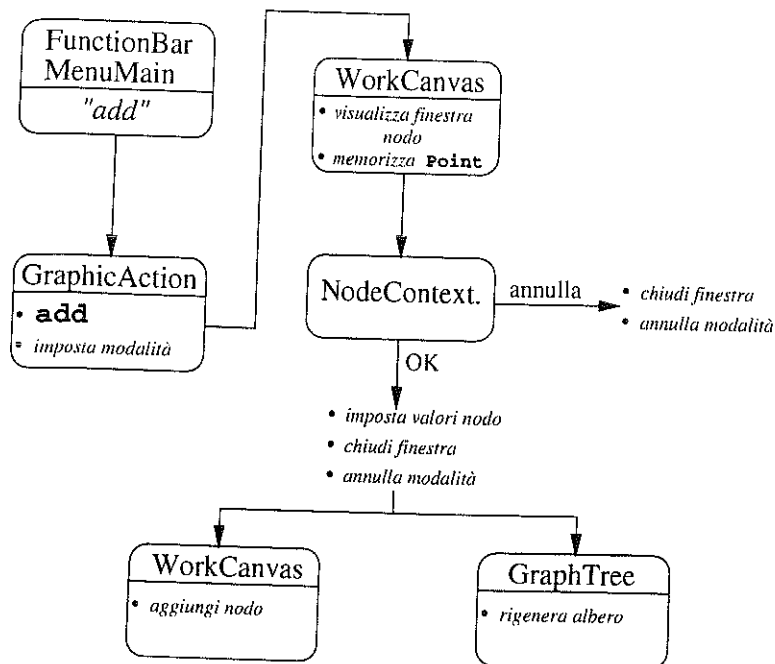 FunctionBar
MenuMain
"add"
WorkCanvas
• visualizza finestra
nodo
• memorizza Point
GraphicAction
• add
• imposta modalità
NodeContext.
annulla
• chiudi finestra
• annulla modalità
OK
• imposta valori nodo
• chiudi finestra
• annulla modalità
WorkCanvas
• aggiungi nodo
GraphTree
• rigenera albero